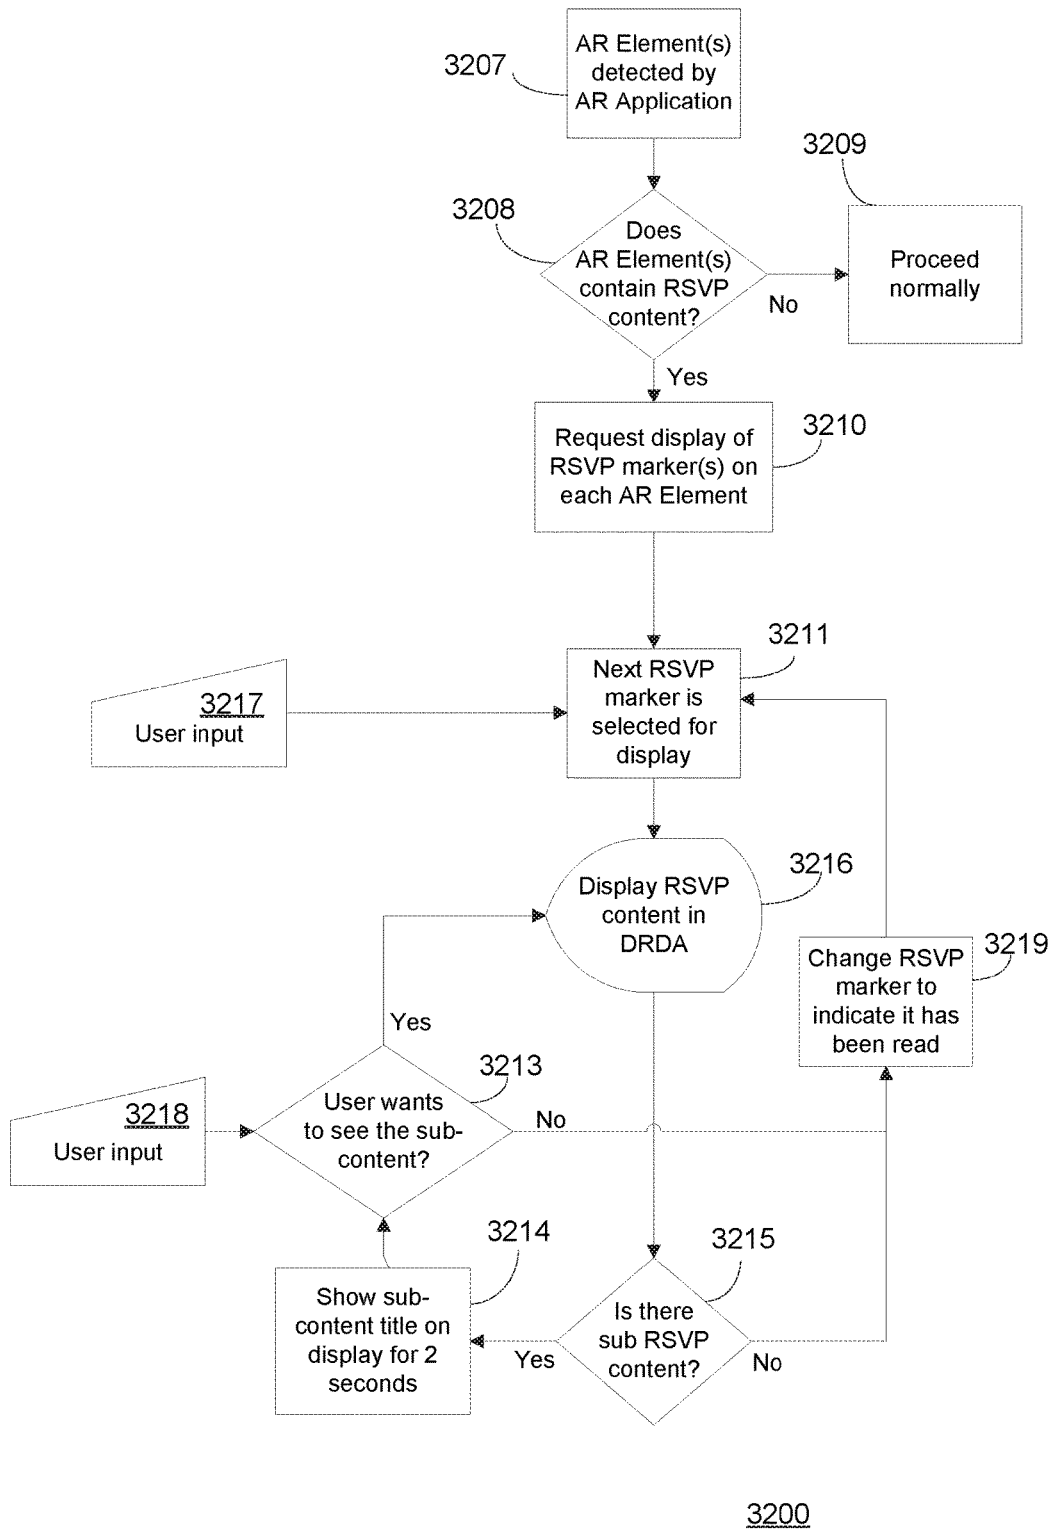 3207
AR Element(s)
detected by
AR Application
3209
3208
Does
AR Element(s)
contain RSVP
content?
No
Proceed
normally
Yes
3210
Request display of
RSVP marker(s) on
each AR Element
3211
Next RSVP
marker is
selected for
display
3217
User input
3216
Display RSVP
content in
DRDA
3219
Change RSVP
marker to
indicate it has
been read
Yes
3213
User wants
to see the sub-
content?
No
3218
User input
3214
Show sub-
content title on
display for 2
seconds
3215
Is there
sub RSVP
content?
Yes
No
3200